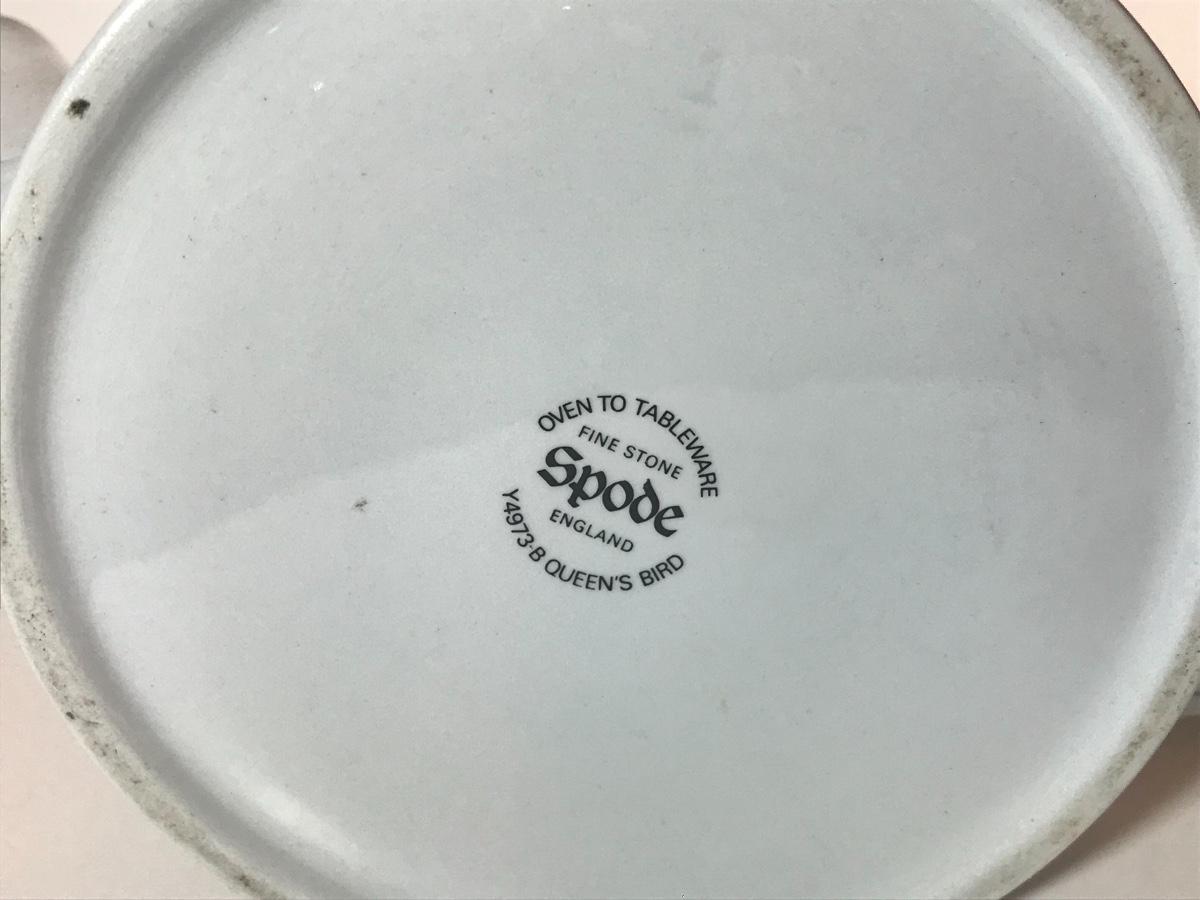 OVEN TO TABLEWARE
FINE STONE
Spode
ENGLAND
Y4973-B QUEEN'S BIRD